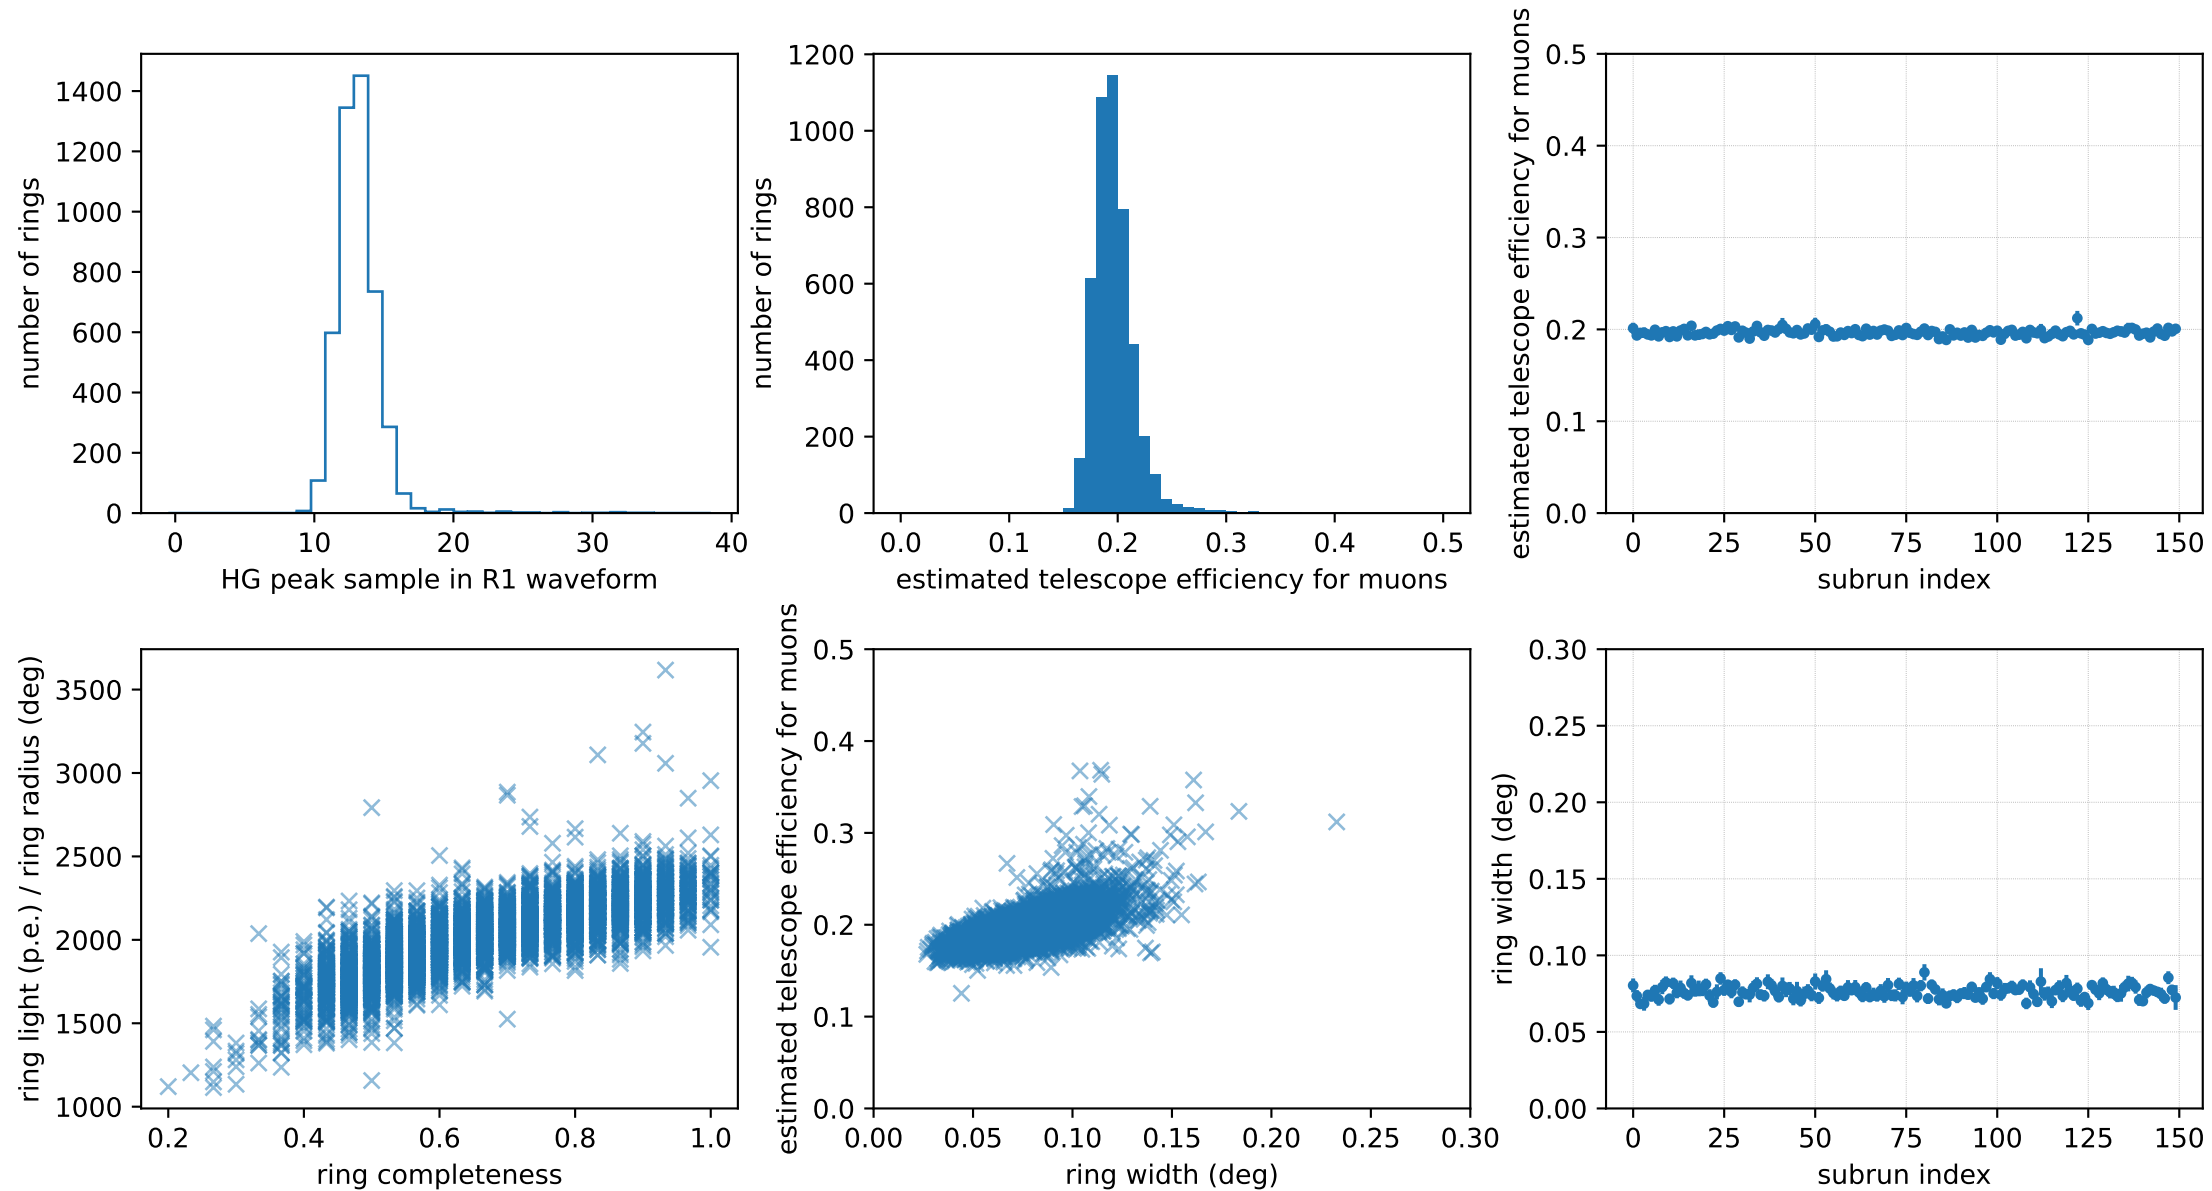 number of rings
1400
1200
1000
800
600
400
200
0
0 10 20 30 40
HG peak sample in R1 waveform
number of rings
1200
1000
800
600
400
200
0
0.0 0.1 0.2 0.3 0.4 0.5
estimated telescope efficiency for muons
estimated telescope efficiency for muons
0.5
0.4
0.3
0.2
0.1
0.0
0 25 50 75 100 125 150
subrun index
ring light (p.e.) / ring radius (deg)
3500
3000
2500
2000
1500
1000
0.2 0.4 0.6 0.8 1.0
ring completeness
estimated telescope efficiency for muons
0.5
0.4
0.3
0.2
0.1
0.0
0.00 0.05 0.10 0.15 0.20 0.25 0.30
ring width (deg)
ring width (deg)
0.30
0.25
0.20
0.15
0.10
0.05
0.00
0 25 50 75 100 125 150
subrun index